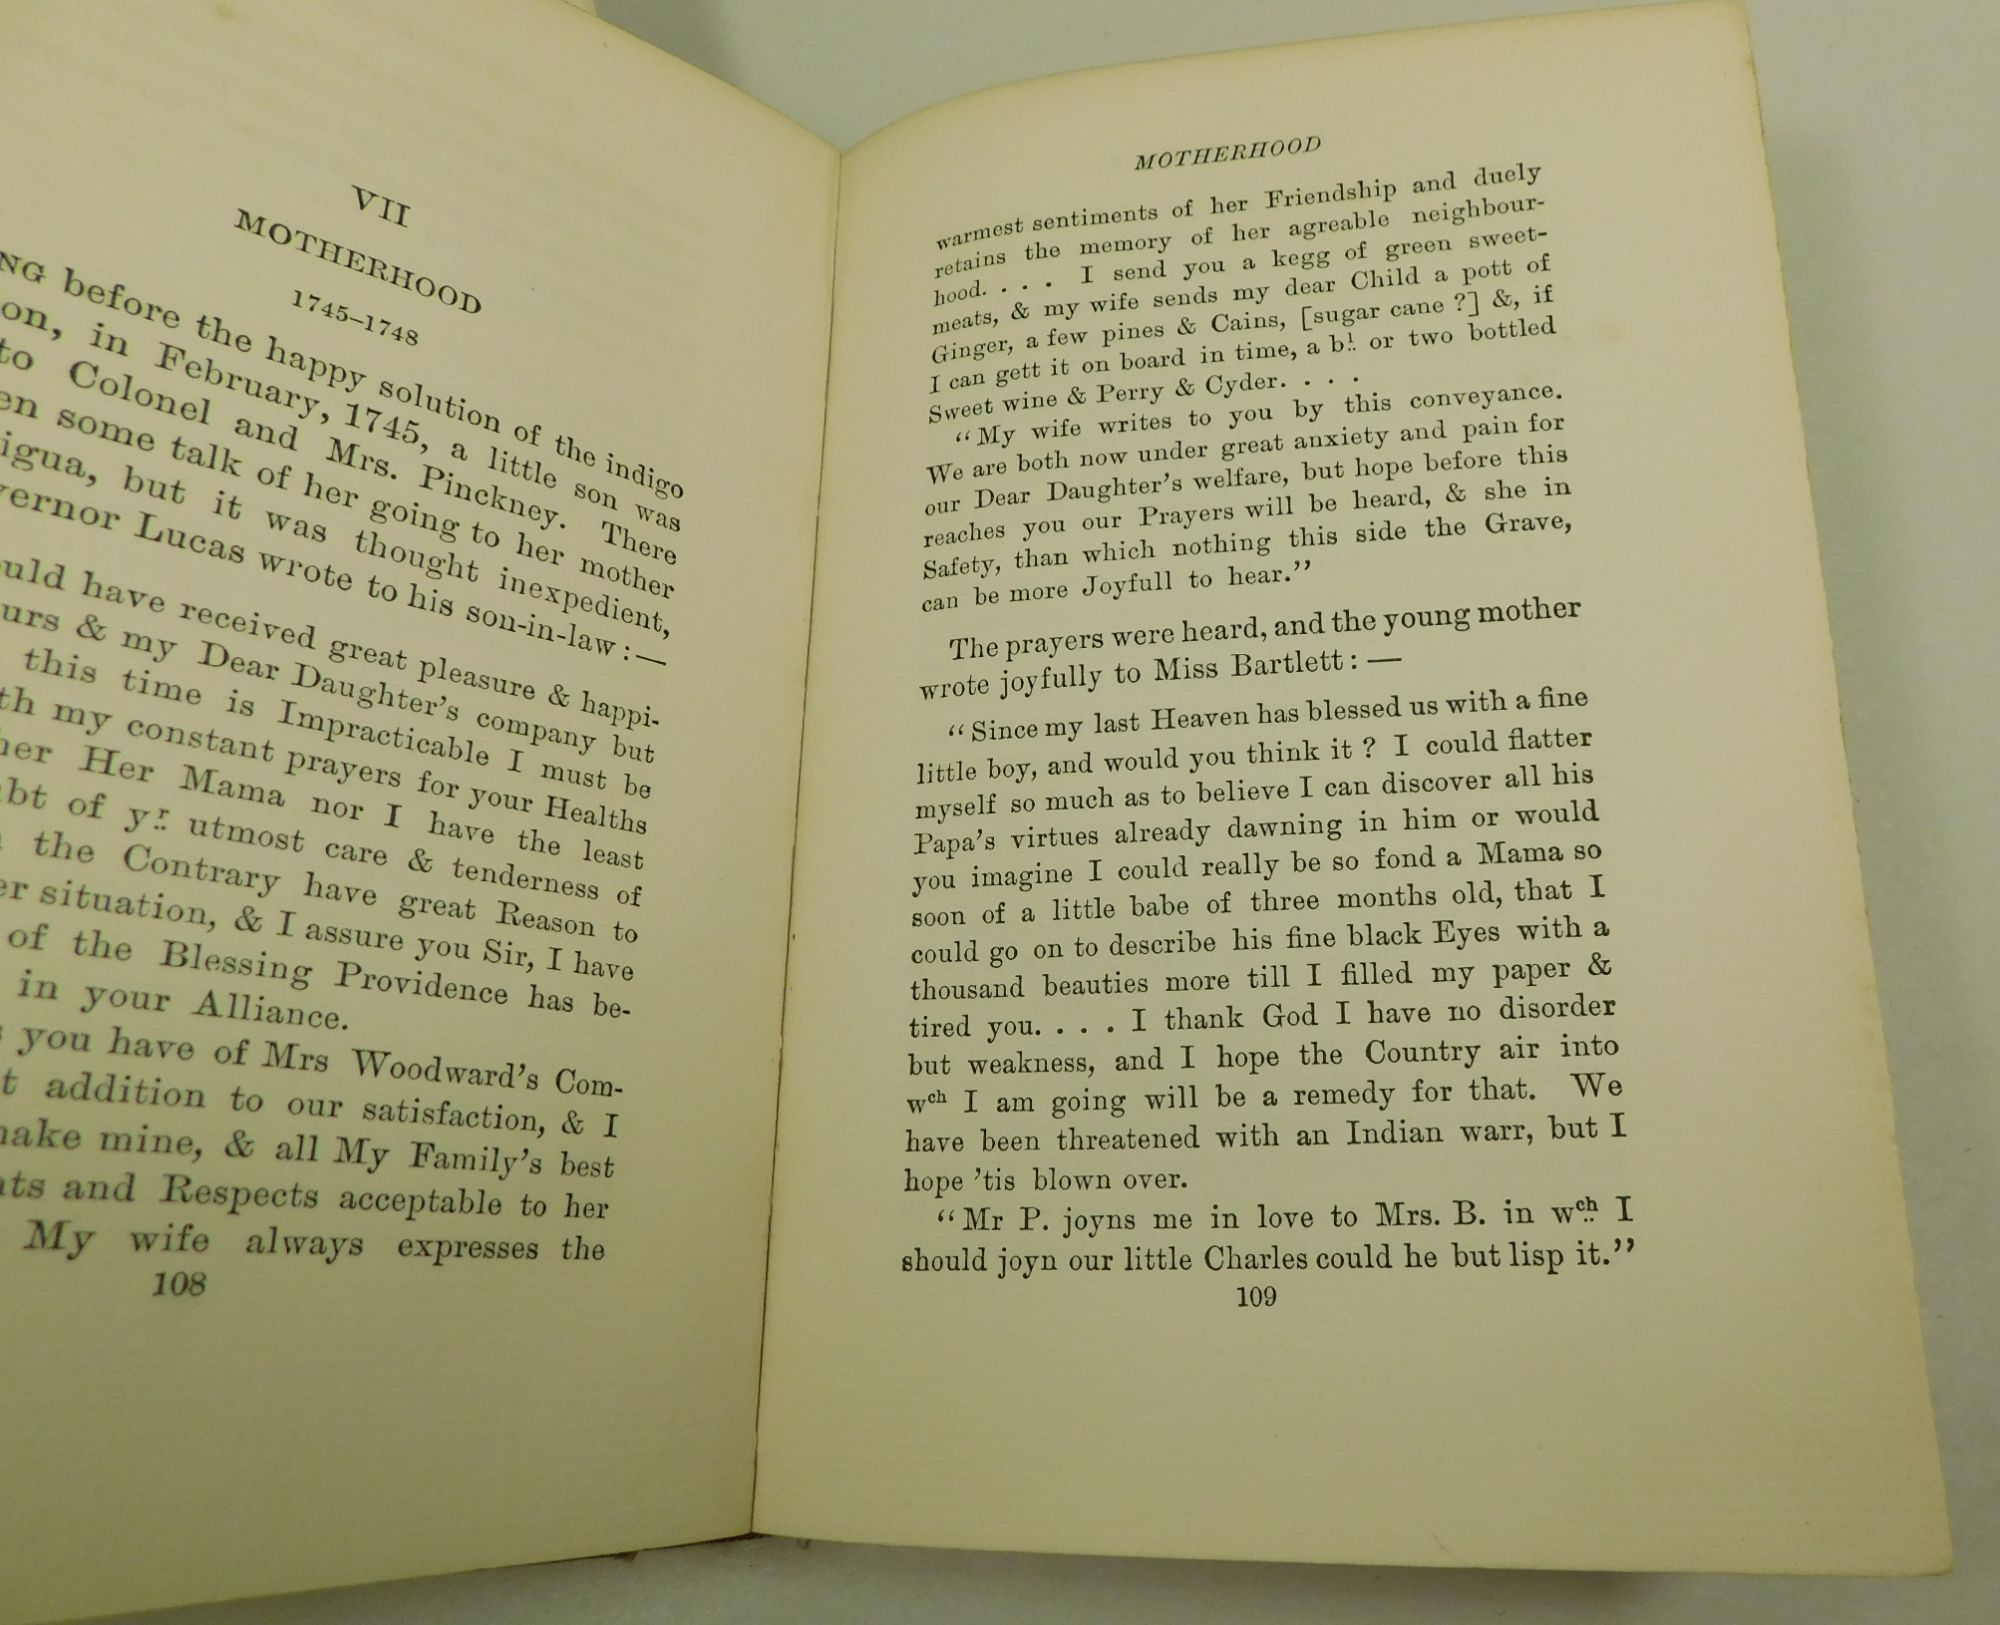 VII
MOTHERHOOD
1745–1748
before the happy solution of the indigo
in February, 1745, a little son was
to Colonel and Mrs. Pinckney. There
some talk of her going to her mother
but it was thought inexpedient,
Lucas wrote to his son-in-law:—
have received great pleasure & happi-
& my Dear Daughter's company but
this time is Impracticable I must be
my constant prayers for your Healths
Her Mama nor I have the least
of yr utmost care & tenderness of
the Contrary have great Reason to
situation, & I assure you Sir, I have
of the Blessing Providence has be-
in your Alliance.
you have of Mrs Woodward's Com-
addition to our satisfaction, & I
mine, & all My Family's best
and Respects acceptable to her
My wife always expresses the
108
MOTHERHOOD
warmest sentiments of her Friendship and duely
retains the memory of her agreable neighbour-
hood. . . . I send you a kegg of green sweet-
meats, & my wife sends my dear Child a pott of
Ginger, a few pines & Cains, [sugar cane ?] &, if
I can gett it on board in time, a bl. or two bottled
Sweet wine & Perry & Cyder. . . .
“My wife writes to you by this conveyance.
We are both now under great anxiety and pain for
our Dear Daughter's welfare, but hope before this
reaches you our Prayers will be heard, & she in
Safety, than which nothing this side the Grave,
can be more Joyfull to hear.”
The prayers were heard, and the young mother
wrote joyfully to Miss Bartlett: —
“Since my last Heaven has blessed us with a fine
little boy, and would you think it? I could flatter
myself so much as to believe I can discover all his
Papa's virtues already dawning in him or would
you imagine I could really be so fond a Mama so
soon of a little babe of three months old, that I
could go on to describe his fine black Eyes with a
thousand beauties more till I filled my paper &
tired you. . . . I thank God I have no disorder
but weakness, and I hope the Country air into
wch I am going will be a remedy for that. We
have been threatened with an Indian warr, but I
hope 'tis blown over.
“Mr P. joyns me in love to Mrs. B. in wch I
should joyn our little Charles could he but lisp it.”
109